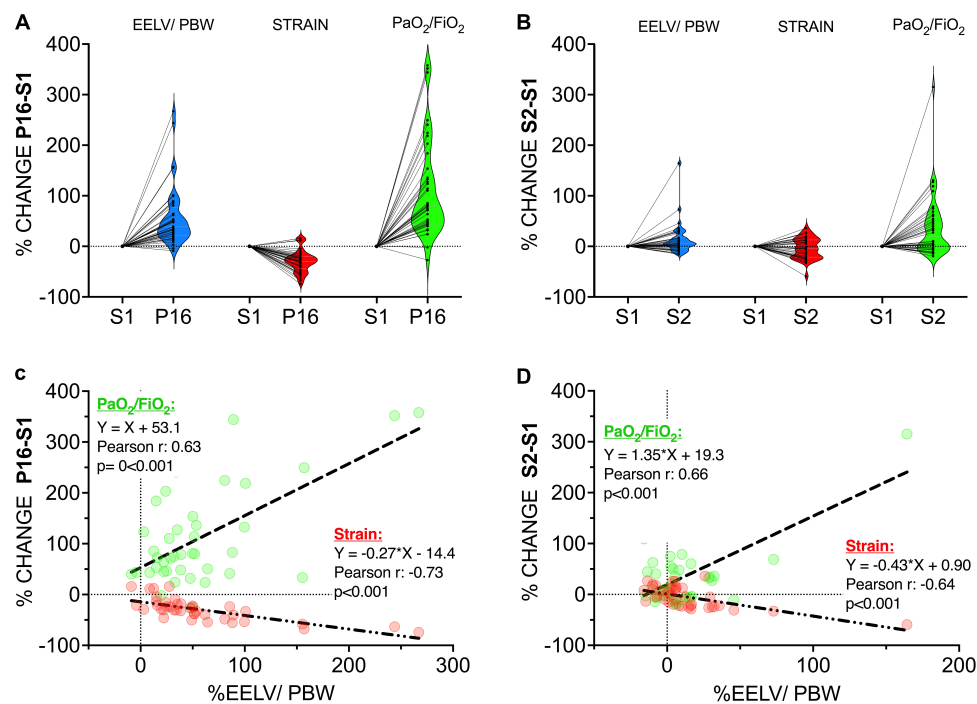 A
EELV/ PBW STRAIN PaO2/FiO2
% CHANGE P16-S1
400
300
200
100
0
-100
S1 P16 S1 P16 S1 P16
B
EELV/ PBW STRAIN PaO2/FiO2
% CHANGE S2-S1
400
300
200
100
0
-100
S1 S2 S1 S2 S1 S2
c
% CHANGE P16-S1
400
300
200
100
0
-100
PaO2/FiO2:
Y = X + 53.1
Pearson r: 0.63
p= 0<0.001
Strain:
Y = -0.27*X - 14.4
Pearson r: -0.73
p<0.001
0 100 200 300
%EELV/ PBW
D
% CHANGE S2-S1
400
300
200
100
0
-100
PaO2/FiO2:
Y = 1.35*X + 19.3
Pearson r: 0.66
p<0.001
Strain:
Y = -0.43*X + 0.90
Pearson r: -0.64
p<0.001
0 100 200
%EELV/ PBW